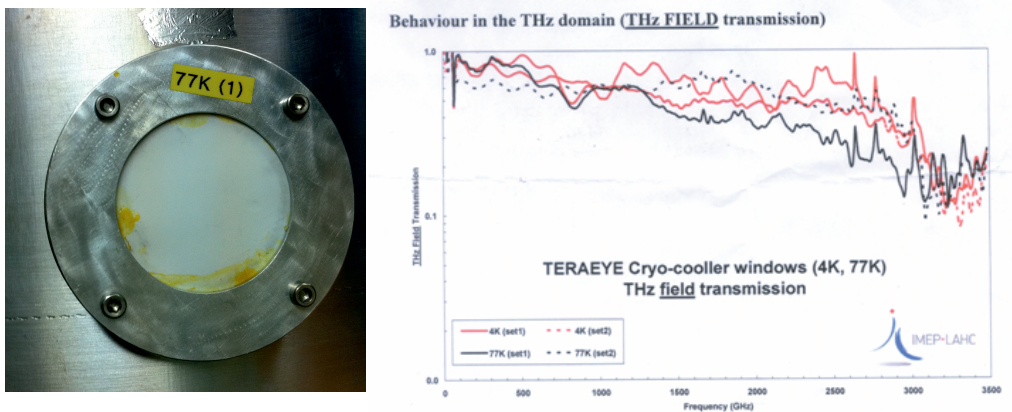 77K (1)
Behaviour in the THz domain (THz FIELD transmission)
1.0
0.1
0.0
THz Field Transmission
TERAEYE Cryo-cooller windows (4K, 77K)
THz field transmission
4K (set1)
4K (set2)
77K (set1)
77K (set2)
IMEP-LAHC
0
500
1000
1500
2000
2500
3000
3500
Frequency (GHz)